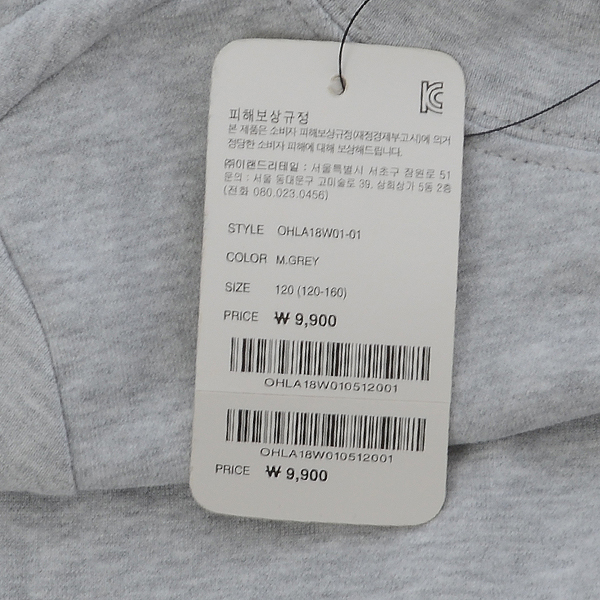 피해보상규정
본 제품은 소비자 피해보상규정(재정경제부고시)에 의거
정당한 소비자 피해에 대해 보상해드립니다.
㈜이랜드리테일 : 서울특별시 서초구 잠원로 51
문의 : 서울 동대문구 고미술로 39, 삼희상가 5동 2층
(전화 080.023.0456)
STYLE OHLA18W01-01
COLOR M.GREY
SIZE 120 (120-160)
PRICE ₩ 9,900
OHLA18W010512001
OHLA18W010512001
PRICE ₩ 9,900